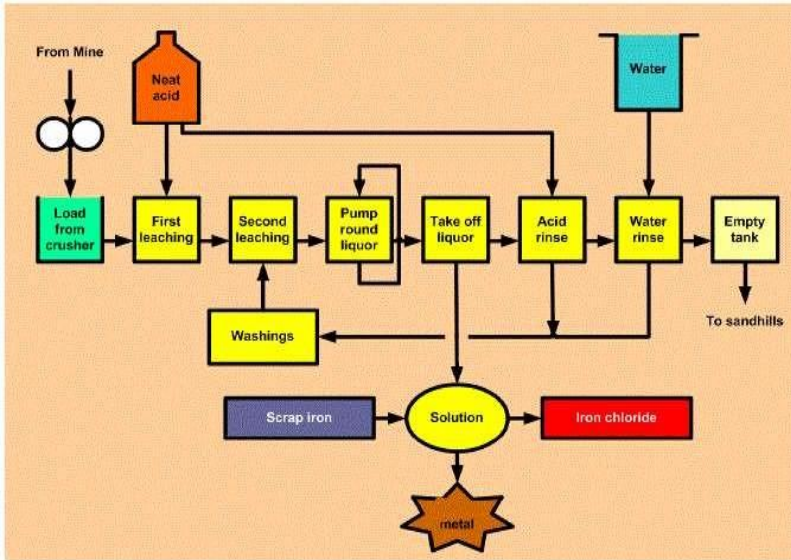 From Mine
Neat
acid
Water
Load
from
crusher
First
leaching
Second
leaching
Pump
round
liquor
Take off
liquor
Acid
rinse
Water
rinse
Empty
tank
Washings
To sandhills
Scrap iron
Solution
Iron chloride
metal